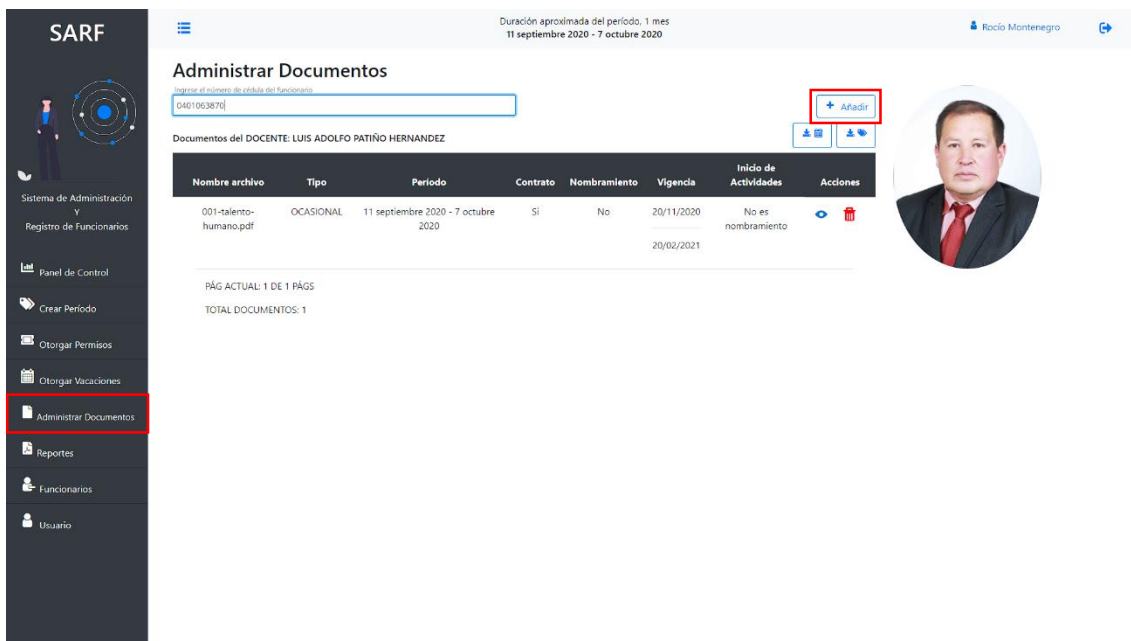 SARF
Duración aproximada del período, 1 mes
11 septiembre 2020 - 7 octubre 2020
Rocío Montenegro
Administrar Documentos
Ingrese el número de cédula del funcionario
0401063870
+ Añadir
Documentos del DOCENTE: LUIS ADOLFO PATIÑO HERNANDEZ
Nombre archivo Tipo Período Contrato Nombramiento Vigencia Inicio de Actividades Acciones
001-talento-humano.pdf OCASIONAL 11 septiembre 2020 - 7 octubre 2020 Si No 20/11/2020 No es nombramiento
20/02/2021
PÁG ACTUAL: 1 DE 1 PÁGS
TOTAL DOCUMENTOS: 1
Sistema de Administración
Y
Registro de Funcionarios
Panel de Control
Crear Período
Otorgar Permisos
Otorgar Vacaciones
Administrar Documentos
Reportes
Funcionarios
Usuario